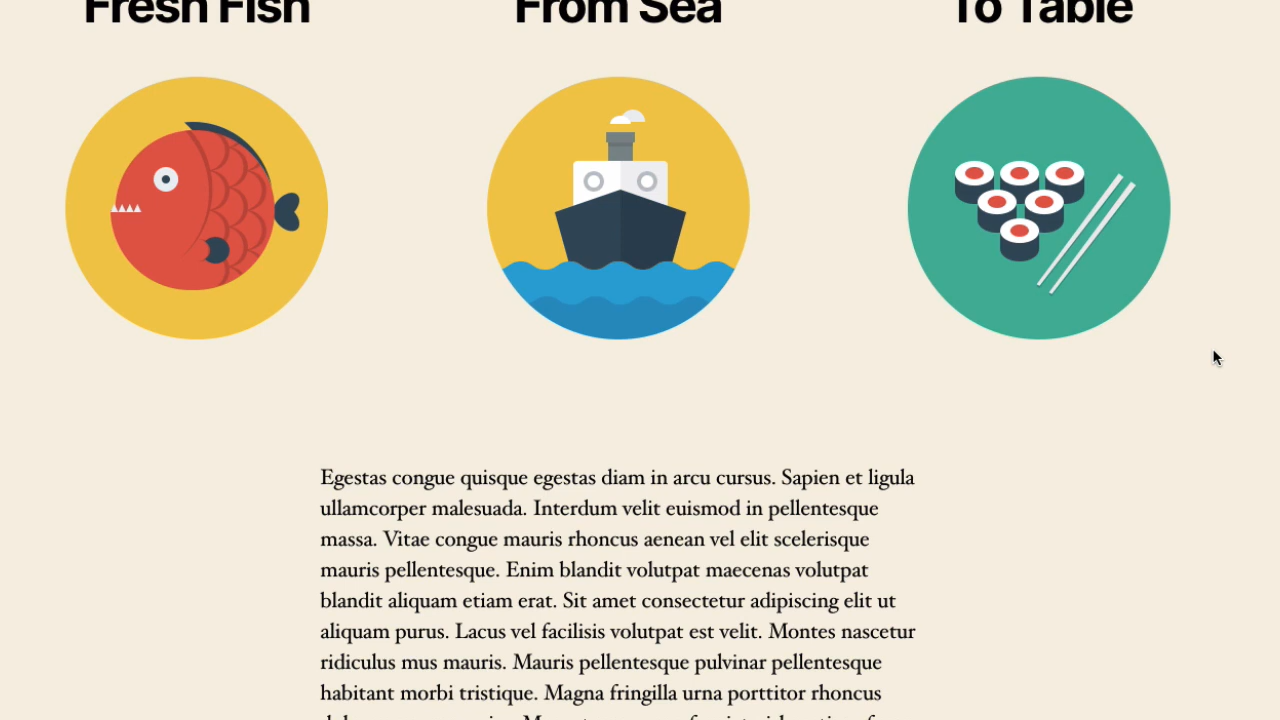 Fresh Fish
From Sea
To Table
Egestas congue quisque egestas diam in arcu cursus. Sapien et ligula
ullamcorper malesuada. Interdum velit euismod in pellentesque
massa. Vitae congue mauris rhoncus aenean vel elit scelerisque
mauris pellentesque. Enim blandit volutpat maecenas volutpat
blandit aliquam etiam erat. Sit amet consectetur adipiscing elit ut
aliquam purus. Lacus vel facilisis volutpat est velit. Montes nascetur
ridiculus mus mauris. Mauris pellentesque pulvinar pellentesque
habitant morbi tristique. Magna fringilla urna porttitor rhoncus